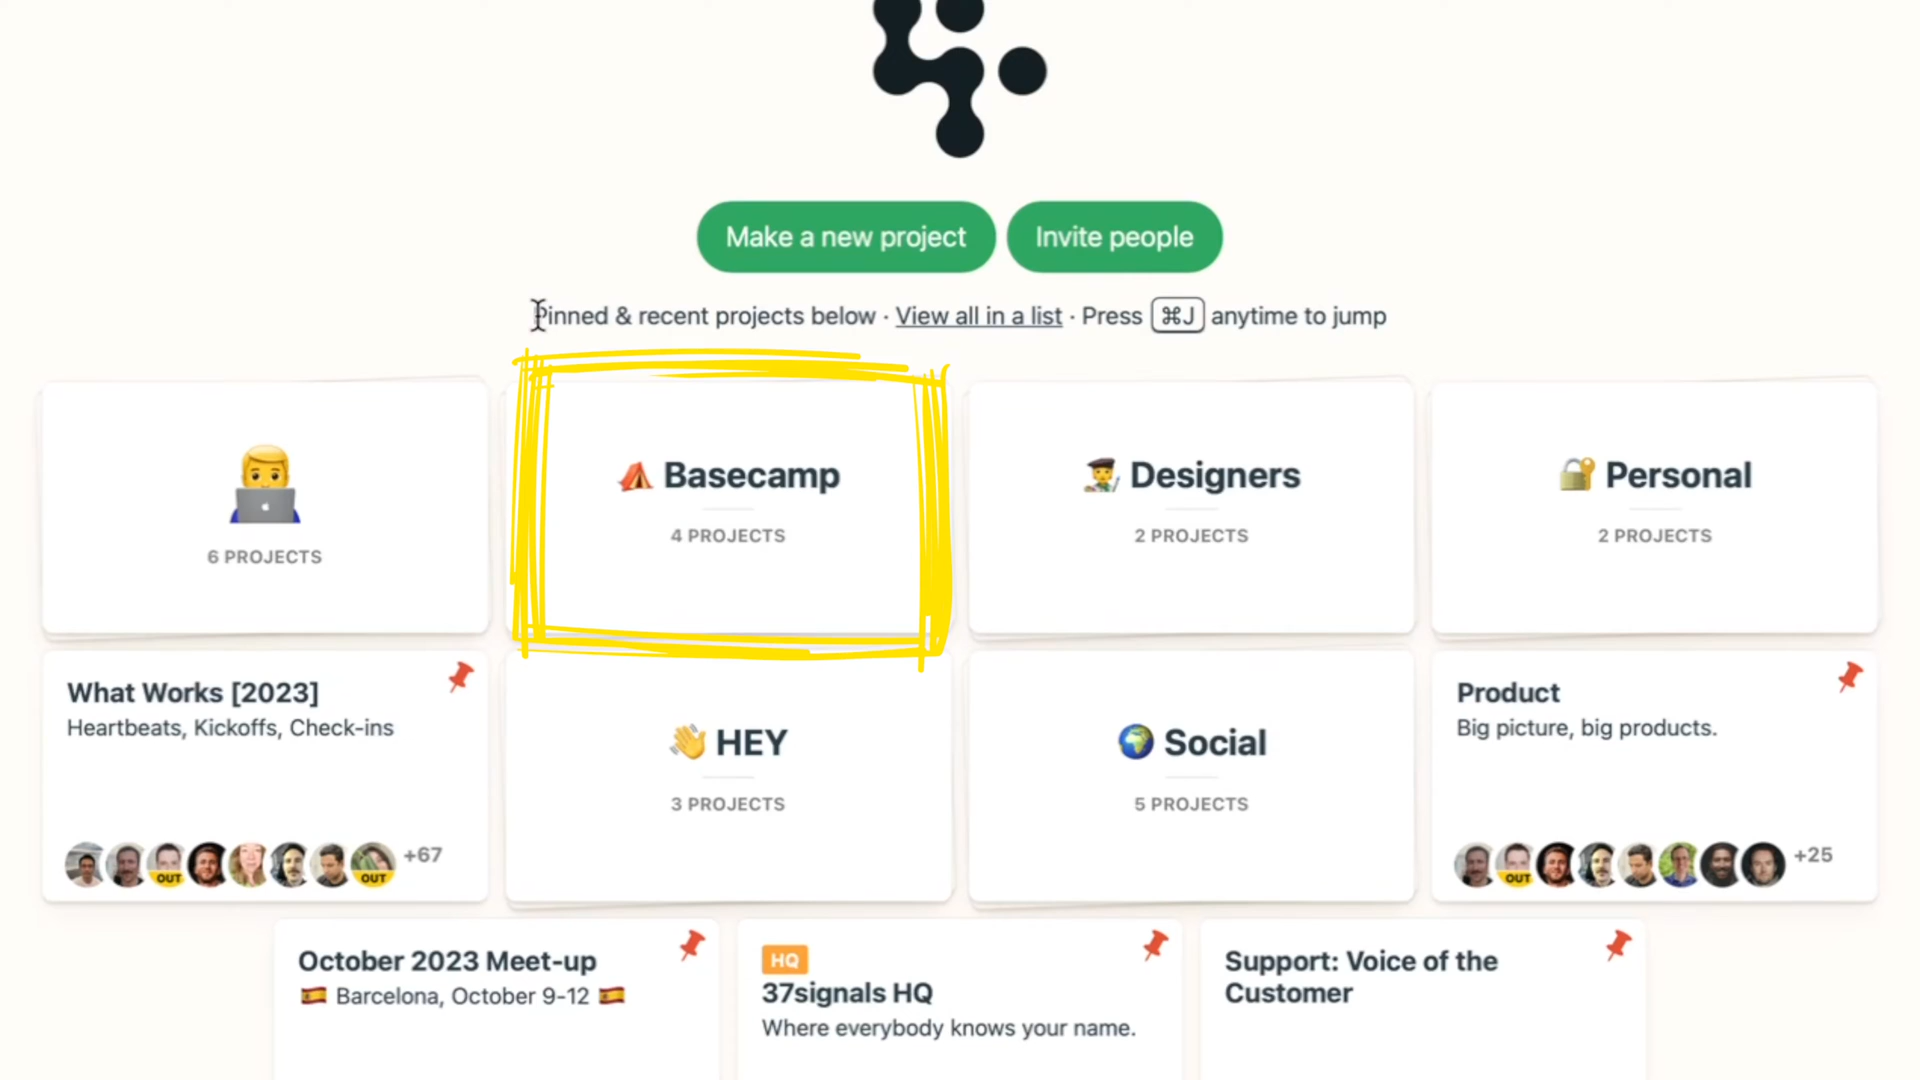 Make a new project
Invite people
Pinned & recent projects below · View all in a list · Press ⌘J anytime to jump
6 PROJECTS
Basecamp
4 PROJECTS
Designers
2 PROJECTS
Personal
2 PROJECTS
What Works [2023]
Heartbeats, Kickoffs, Check-ins
OUT
OUT
+67
HEY
3 PROJECTS
Social
5 PROJECTS
Product
Big picture, big products.
OUT
+25
October 2023 Meet-up
Barcelona, October 9-12
HQ
37signals HQ
Where everybody knows your name.
Support: Voice of the
Customer